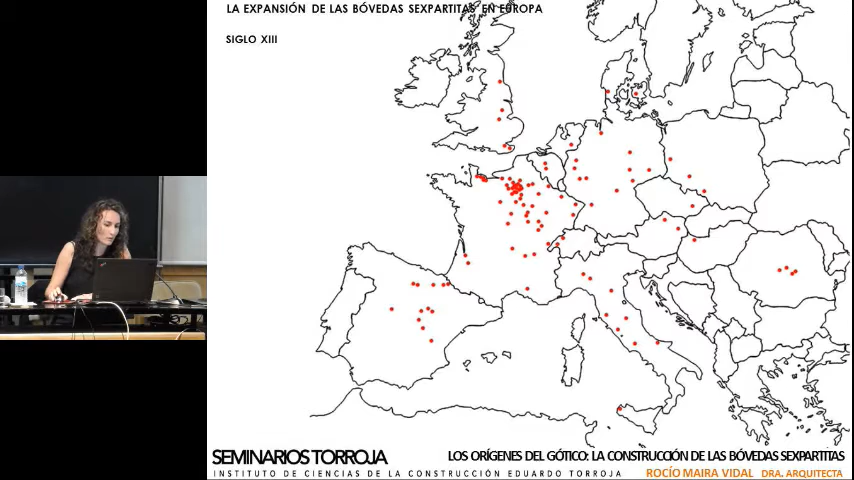 LA EXPANSIÓN DE LAS BÓVEDAS SEXPARTITAS EN EUROPA
SIGLO XIII
SEMINARIOS TORROJA
INSTITUTO DE CIENCIAS DE LA CONSTRUCCIÓN EDUARDO TORROJA
LOS ORÍGENES DEL GÓTICO: LA CONSTRUCCIÓN DE LAS BÓVEDAS SEXPARTITAS
ROCÍO MAIRA VIDAL DRA. ARQUITECTA